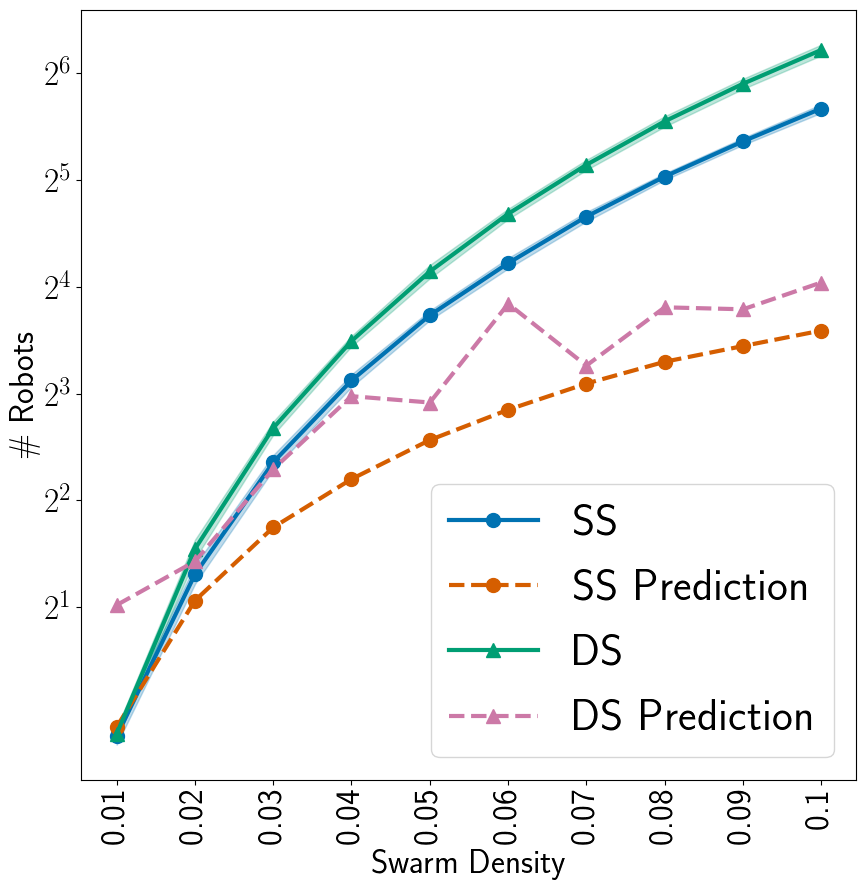 # Robots
2^6
2^5
2^4
2^3
2^2
2^1
SS
SS Prediction
DS
DS Prediction
0.01 0.02 0.03 0.04 0.05 0.06 0.07 0.08 0.09 0.1
Swarm Density